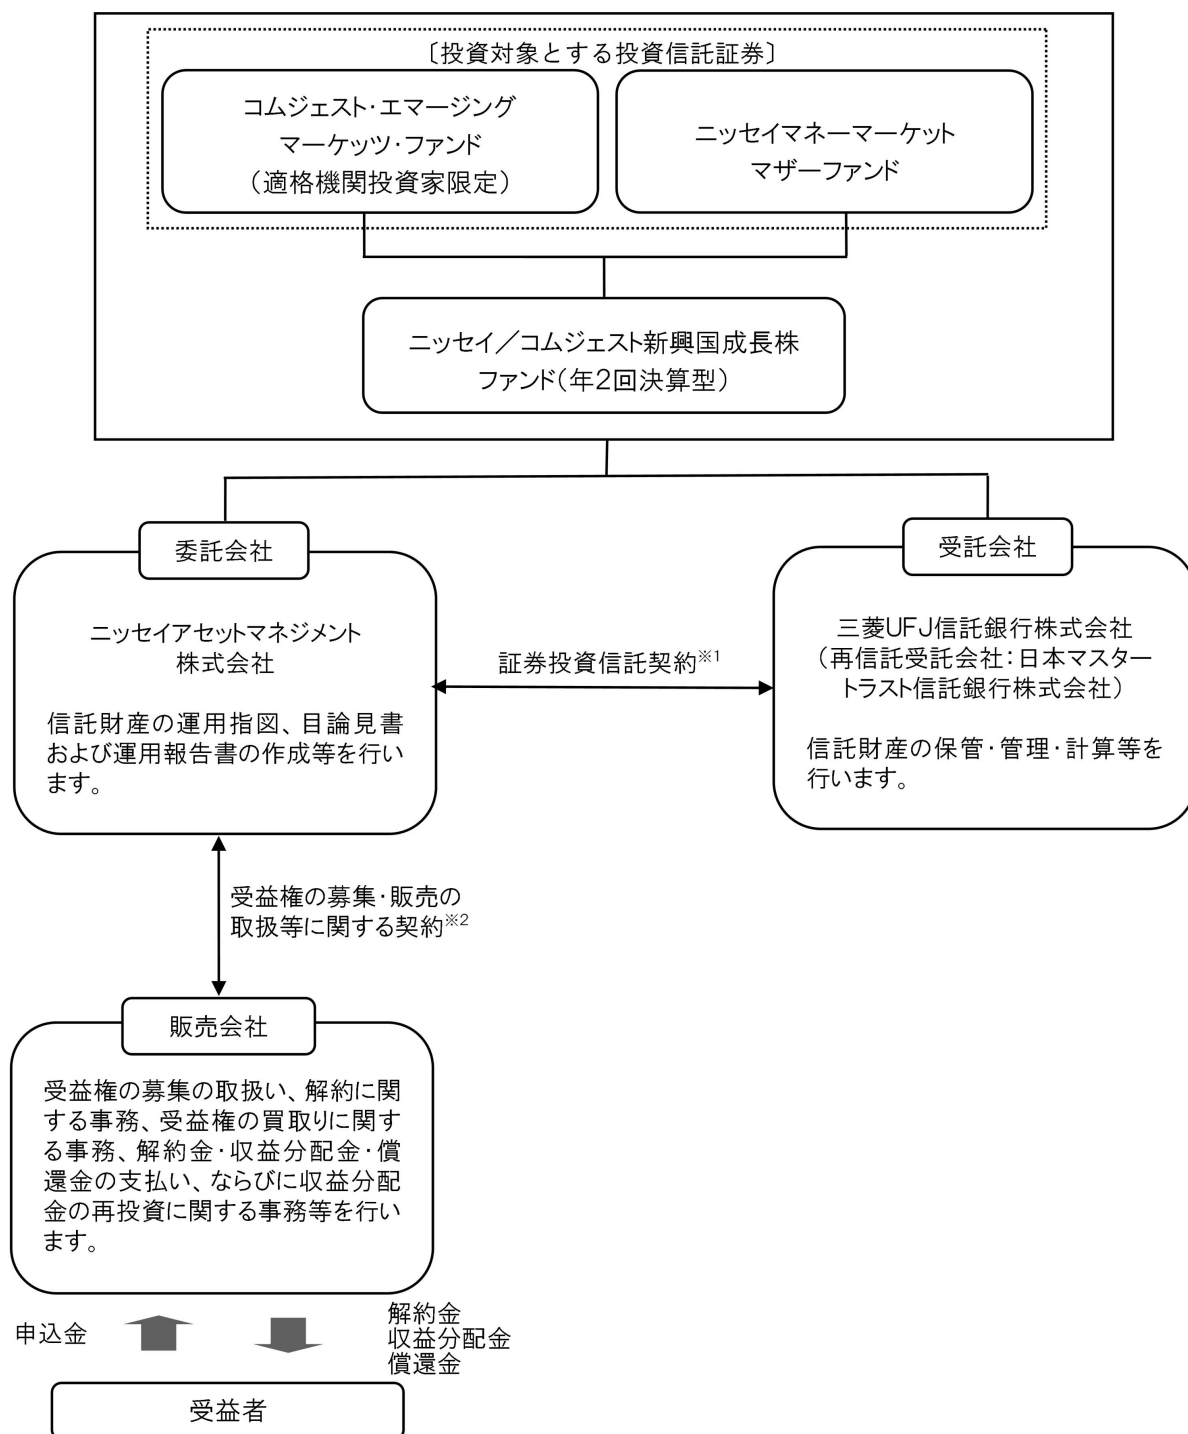 〔投資対象とする投資信託証券〕
コムジェスト・エマージング
マーケッツ・ファンド
（適格機関投資家限定）
ニッセイマネーマーケット
マザーファンド
ニッセイ／コムジェスト新興国成長株
ファンド（年2回決算型）
委託会社
ニッセイアセットマネジメント
株式会社
信託財産の運用指図、目論見書
および運用報告書の作成等を行い
ます。
証券投資信託契約※1
受託会社
三菱UFJ信託銀行株式会社
（再信託受託会社：日本マスター
トラスト信託銀行株式会社）
信託財産の保管・管理・計算等を
行います。
受益権の募集・販売の
取扱等に関する契約※2
販売会社
受益権の募集の取扱い、解約に関
する事務、受益権の買取りに関す
る事務、解約金・収益分配金・償
還金の支払い、ならびに収益分配
金の再投資に関する事務等を行い
ます。
申込金
解約金
収益分配金
償還金
受益者